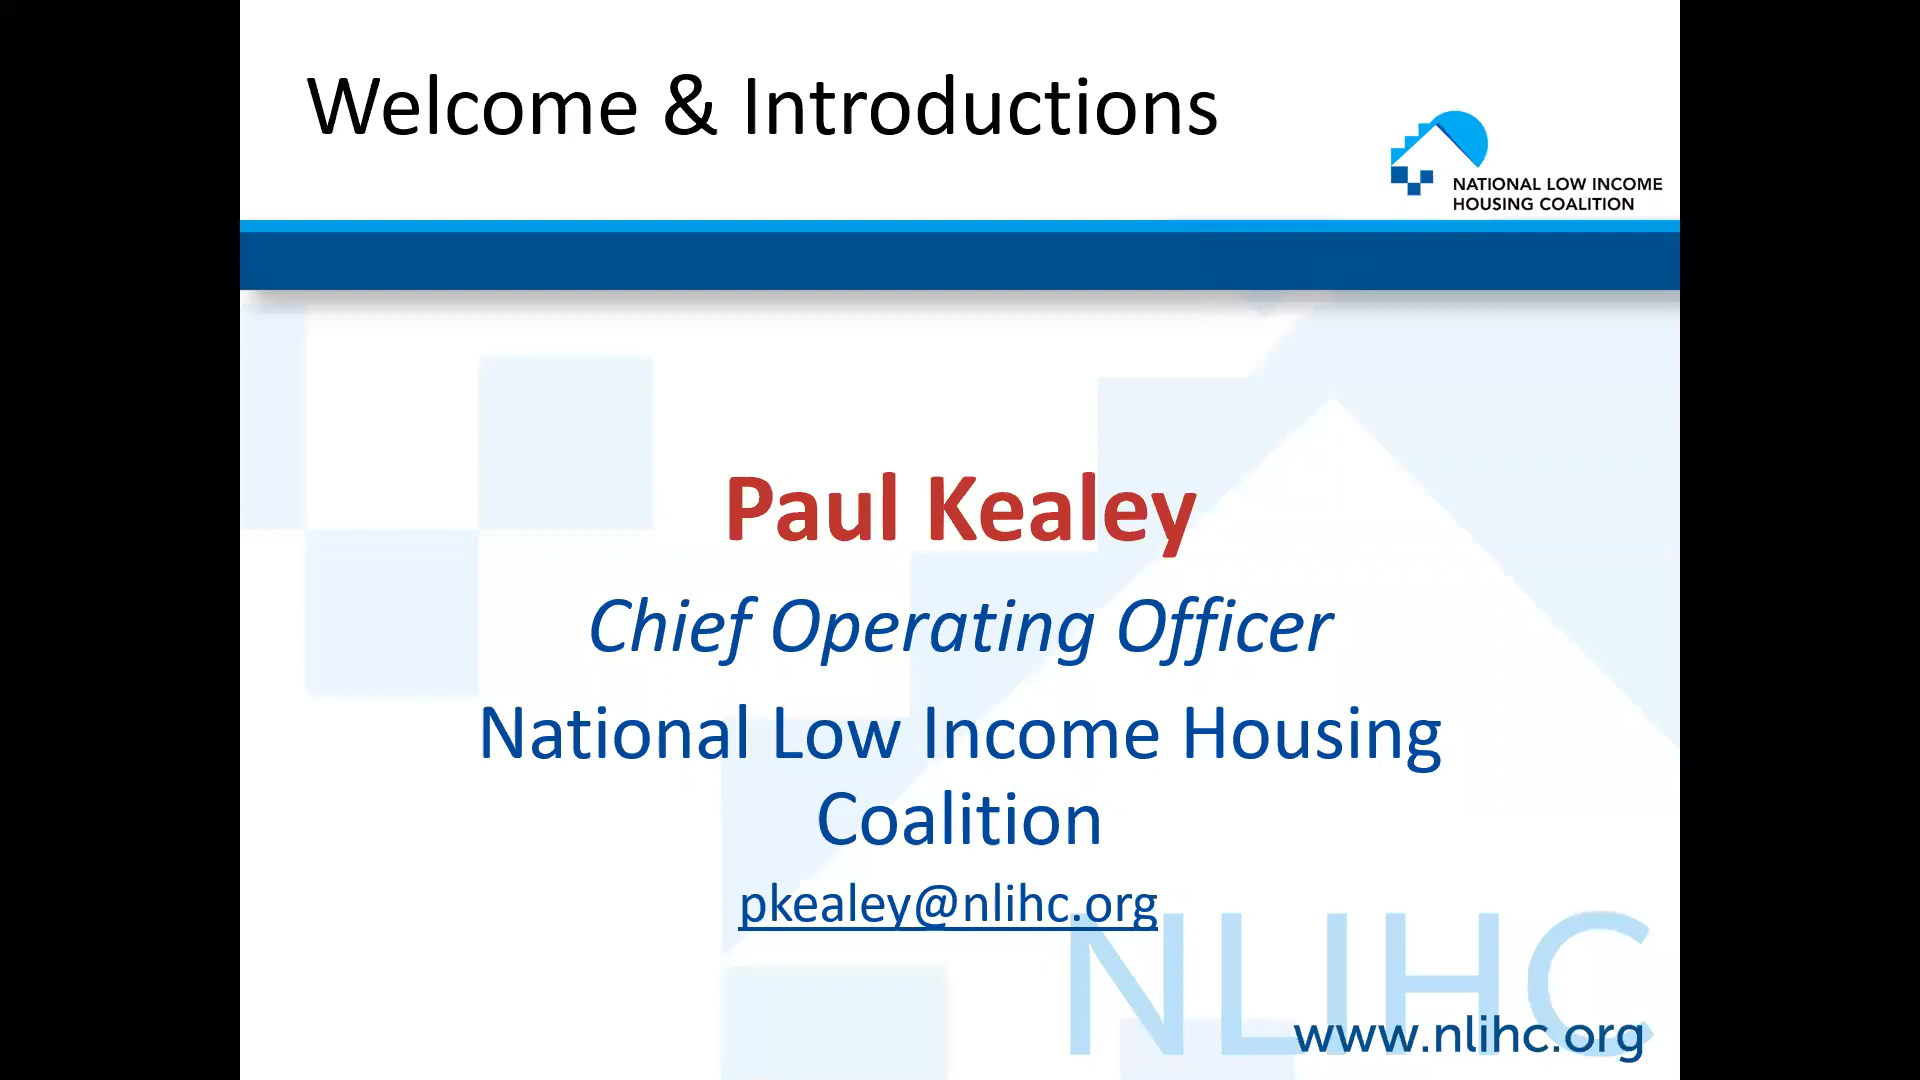 Welcome & Introductions
NATIONAL LOW INCOME
HOUSING COALITION
Paul Kealey
Chief Operating Officer
National Low Income Housing
Coalition
pkealey@nlihc.org
NLIHC
www.nlihc.org